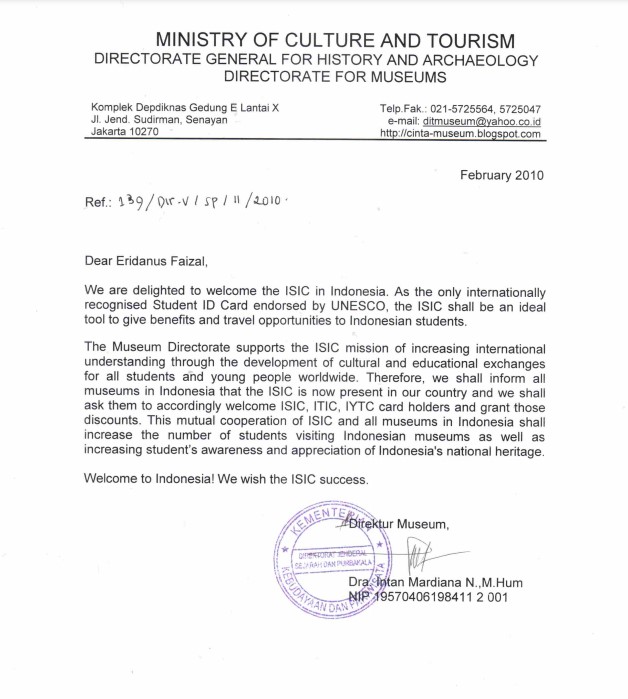 MINISTRY OF CULTURE AND TOURISM
DIRECTORATE GENERAL FOR HISTORY AND ARCHAEOLOGY
DIRECTORATE FOR MUSEUMS
Komplek Depdiknas Gedung E Lantai X
Jl. Jend. Sudirman, Senayan
Jakarta 10270
Telp.Fak.: 021-5725564, 5725047
e-mail: ditmuseum@yahoo.co.id
http://cinta-museum.blogspot.com
February 2010
Ref.: 139/Dir-V/SP/II/2010.
Dear Eridanus Faizal,
We are delighted to welcome the ISIC in Indonesia. As the only internationally
recognised Student ID Card endorsed by UNESCO, the ISIC shall be an ideal
tool to give benefits and travel opportunities to Indonesian students.
The Museum Directorate supports the ISIC mission of increasing international
understanding through the development of cultural and educational exchanges
for all students and young people worldwide. Therefore, we shall inform all
museums in Indonesia that the ISIC is now present in our country and we shall
ask them to accordingly welcome ISIC, ITIC, IYTC card holders and grant those
discounts. This mutual cooperation of ISIC and all museums in Indonesia shall
increase the number of students visiting Indonesian museums as well as
increasing student's awareness and appreciation of Indonesia's national heritage.
Welcome to Indonesia! We wish the ISIC success.
Direktur Museum,
KEMENTERIAN
DIREKTORAT JENDERAL
SEJARAH DAN PURBAKALA
KEBUDAYAAN DAN PARIWISATA
Dra. Intan Mardiana N.,M.Hum
NIP 19570406198411 2 001